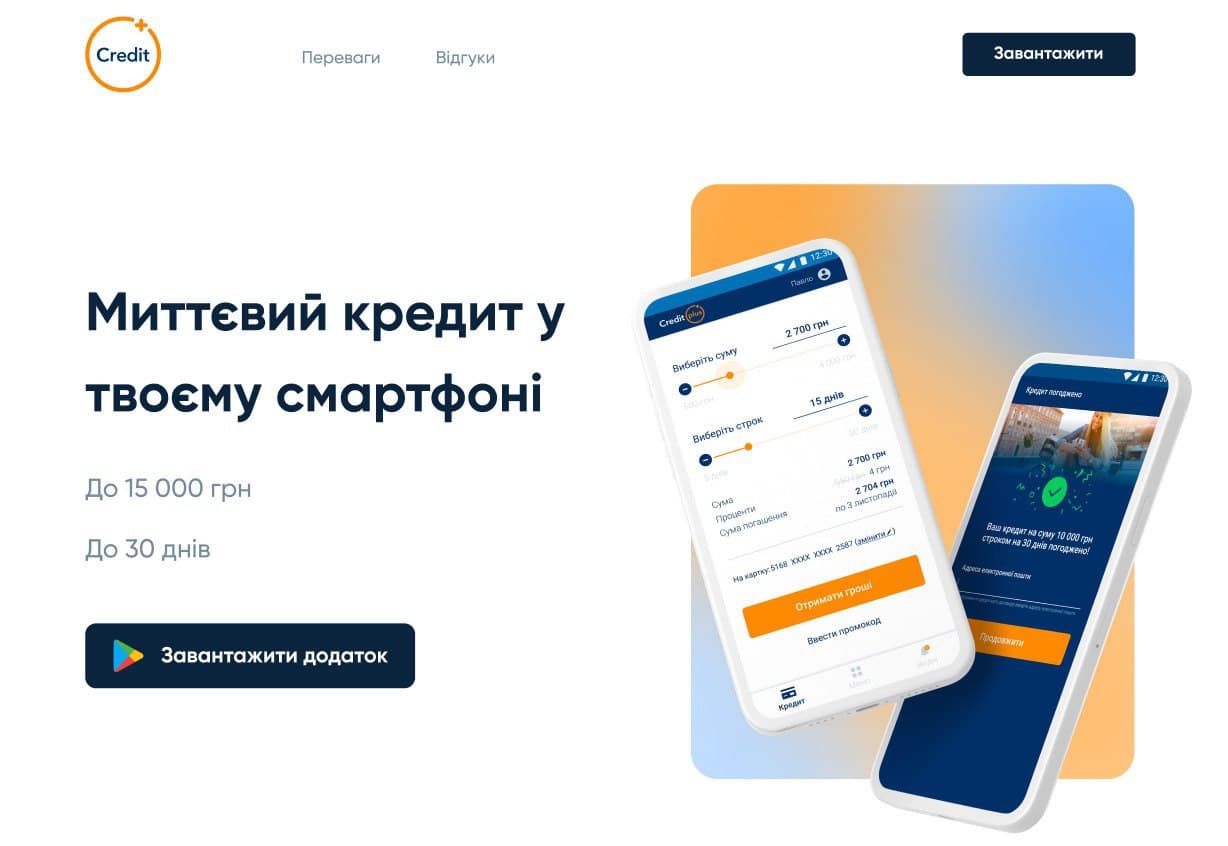 Credit
Переваги
Відгуки
Завантажити
Миттєвий кредит у
твоєму смартфоні
До 15 000 грн
До 30 днів
Завантажити додаток
12:30
Павло
Credit plus
Виберіть суму
2 700 грн
500 грн
4 000 грн
Виберіть строк
15 днів
5 днів
30 днів
Сума
2 700 грн
Проценти
4 грн
Сума погашення
2 704 грн
по 3 листопада
На картку: 5168 XXXX XXXX 2587 (змінити)
Отримати гроші
Ввести промокод
Кредит
Меню
12:30
Кредит погоджено
Ваш кредит на суму 10 000 грн
строком на 30 днів погоджено!
Адреса електронної пошти
Продовжити